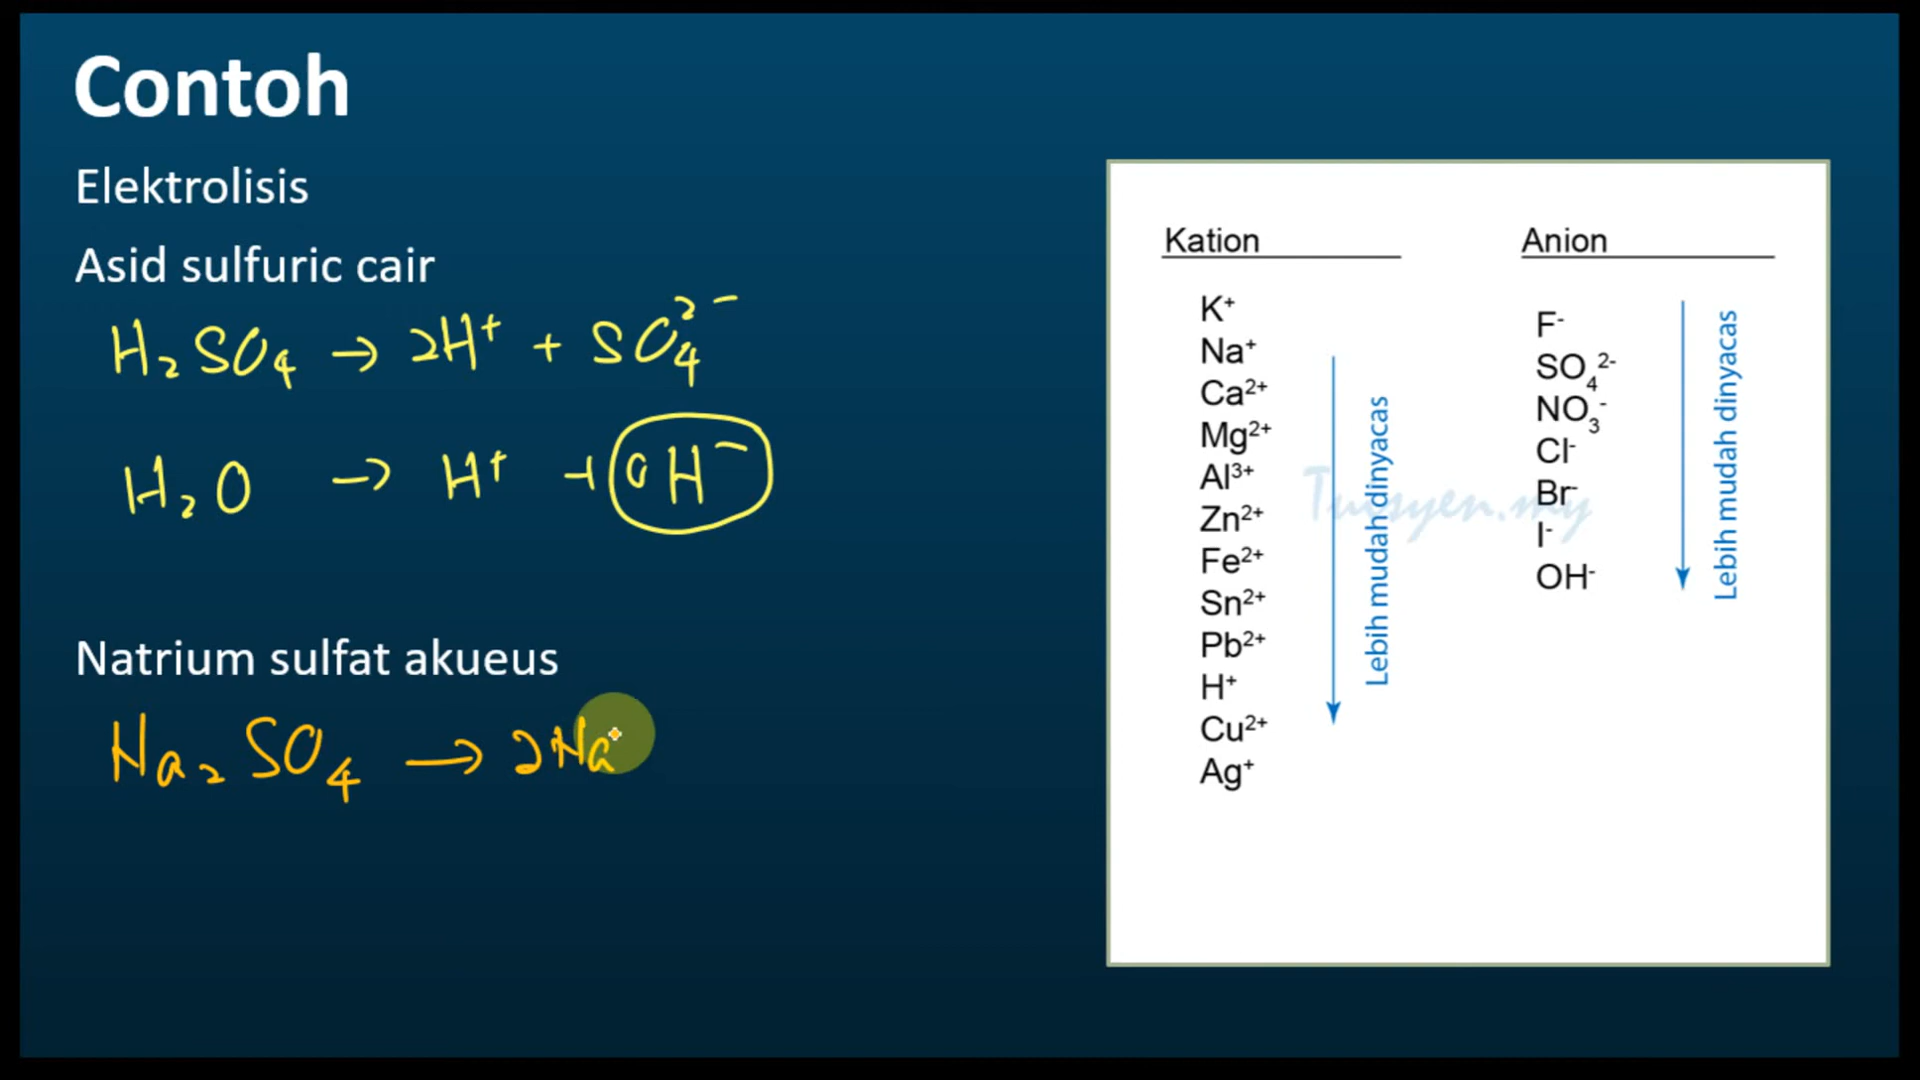 Contoh
Elektrolisis
Asid sulfuric cair
H₂SO₄ → 2H⁺ + SO₄²⁻
H₂O → H⁺ + OH⁻
Natrium sulfat akueus
Na₂SO₄ → 2Na
Kation
K⁺
Na⁺
Ca²⁺
Mg²⁺
Al³⁺
Zn²⁺
Fe²⁺
Sn²⁺
Pb²⁺
H⁺
Cu²⁺
Ag⁺
Lebih mudah dinyacas
Anion
F⁻
SO₄²⁻
NO₃⁻
Cl⁻
Br⁻
I⁻
OH⁻
Lebih mudah dinyacas
Tuisyen.my